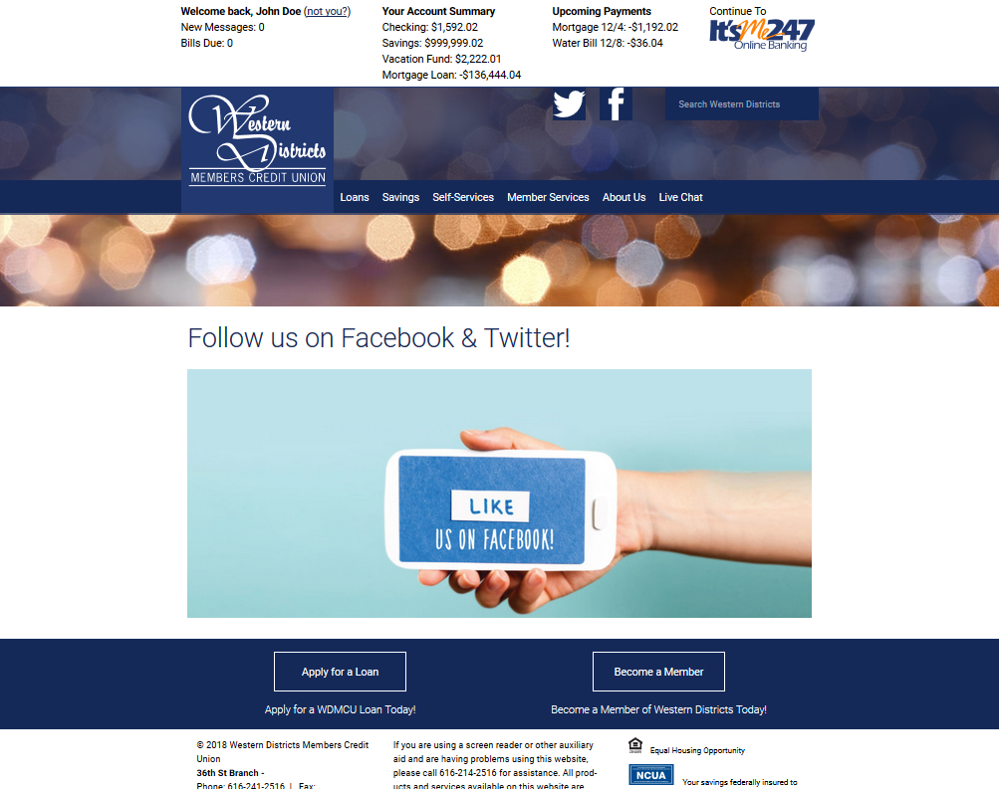 Welcome back, John Doe (not you?)
New Messages: 0
Bills Due: 0
Your Account Summary
Checking: $1,592.02
Savings: $999,999.02
Vacation Fund: $2,222.01
Mortgage Loan: -$136,444.04
Upcoming Payments
Mortgage 12/4: -$1,192.02
Water Bill 12/8: -$36.04
Continue To
It'sMe247
Online Banking
Western
Districts
MEMBERS CREDIT UNION
Search Western Districts
Loans Savings Self-Services Member Services About Us Live Chat
Follow us on Facebook & Twitter!
LIKE
US ON FACEBOOK!
Apply for a Loan
Apply for a WDMCU Loan Today!
Become a Member
Become a Member of Western Districts Today!
© 2018 Western Districts Members Credit
Union
36th St Branch -
Phone: 616-241-2516 | Fax:
If you are using a screen reader or other auxiliary
aid and are having problems using this website,
please call 616-214-2516 for assistance. All prod-
ucts and services available on this website are
Equal Housing Opportunity
NCUA
Your savings federally insured to